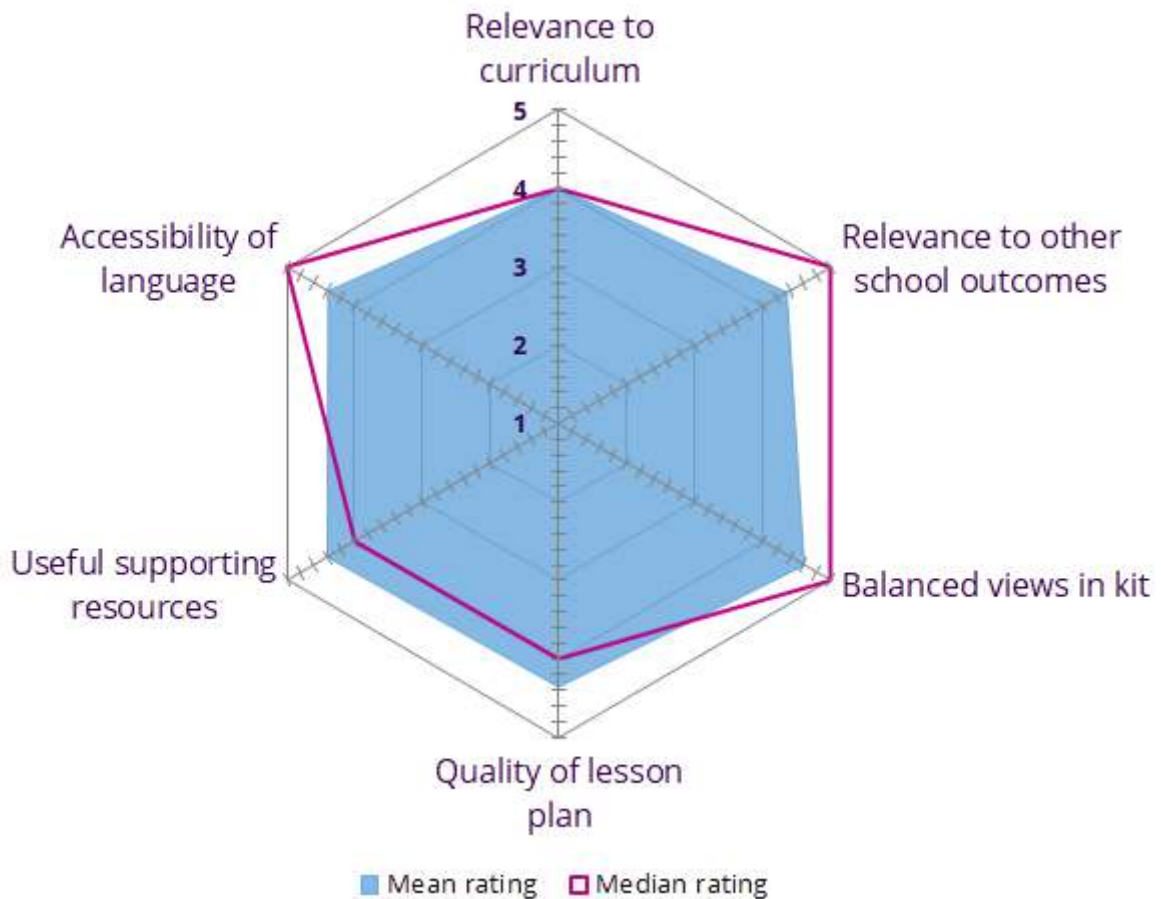 Relevance to
curriculum
5
4
3
2
1
Accessibility of
language
Relevance to other
school outcomes
Useful supporting
resources
Balanced views in kit
Quality of lesson
plan
Mean rating
Median rating